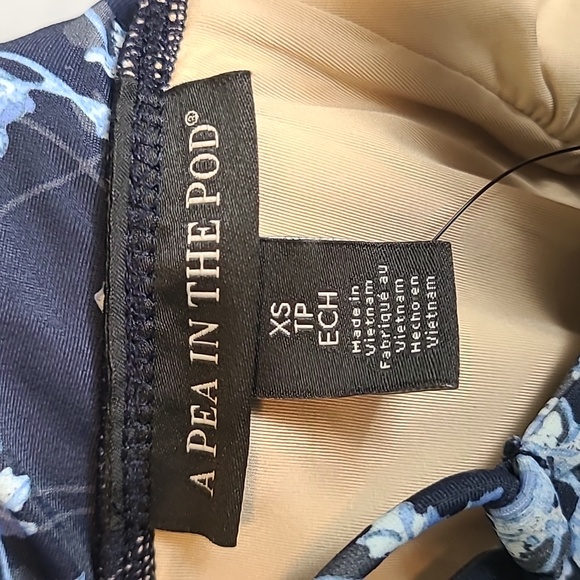 A PEA IN THE POD®
XS
TP
ECH
Made in
Vietnam
Fabriqué au
Vietnam
Hecho en
Vietnam